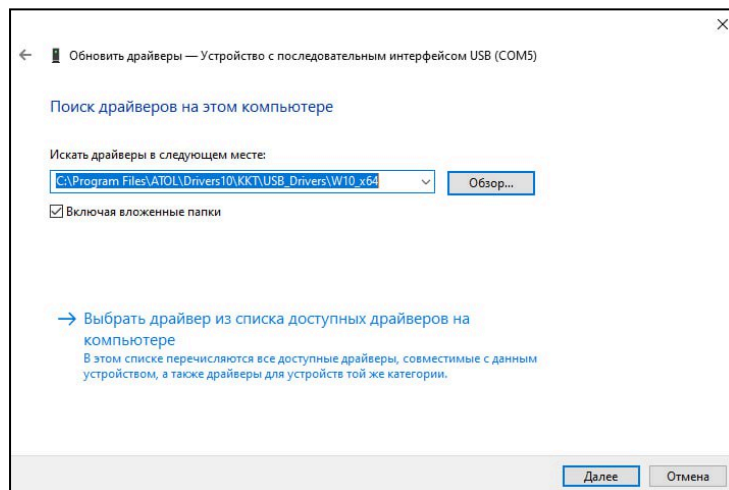 Обновить драйверы — Устройство с последовательным интерфейсом USB (COM5)
Поиск драйверов на этом компьютере
Искать драйверы в следующем месте:
C:\Program Files\ATOL\Drivers10\KKT\USB_Drivers\W10_x64
Обзор...
Включая вложенные папки
Выбрать драйвер из списка доступных драйверов на
компьютере
В этом списке перечисляются все доступные драйверы, совместимые с данным
устройством, а также драйверы для устройств той же категории.
Далее
Отмена